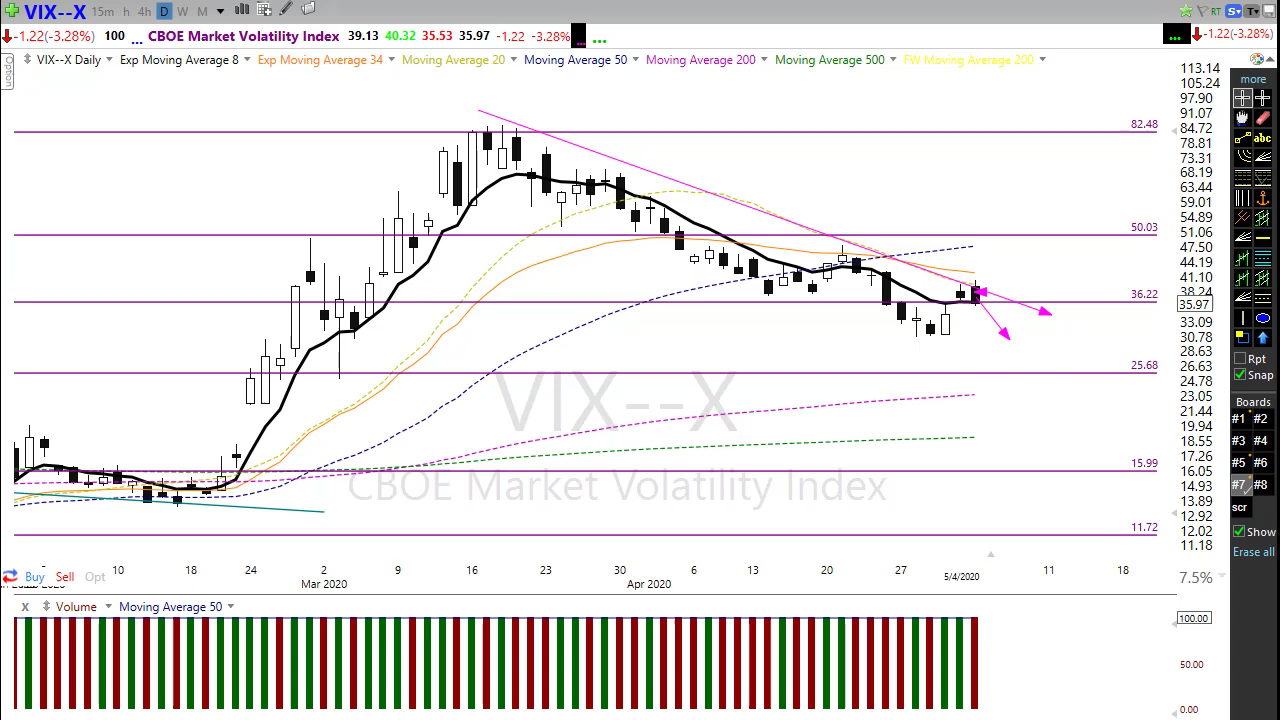 VIX--X 15m h 4h D W M RT S T
-1.22(-3.28%) 100 ... CBOE Market Volatility Index 39.13 40.32 35.53 35.97 -1.22 -3.28% ... ... ... -1.22(-3.28%)
Option
VIX--X Daily Exp Moving Average 8 Exp Moving Average 34 Moving Average 20 Moving Average 50 Moving Average 200 Moving Average 500 FW Moving Average 200
113.14
105.24
97.90
91.07
84.72
78.81
73.31
68.19
63.44
59.01
54.89
51.06
47.50
44.19
41.10
38.24
35.97
33.09
30.78
28.63
26.63
24.78
23.05
21.44
19.94
18.55
17.26
16.05
14.93
13.89
12.92
12.02
11.18
82.48
50.03
36.22
25.68
15.99
11.72
VIX--X
CBOE Market Volatility Index
10 18 24 9 16 23 30 6 13 20 27 5/4/2020 11 18
Mar 2020 Apr 2020
Buy Sell Opt
7.5%
x Volume Moving Average 50
100.00
50.00
0.00
more
abc
Rpt
Snap
Boards
#1 #2
#3 #4
#5 #6
#7 #8
scr
Show
Erase all